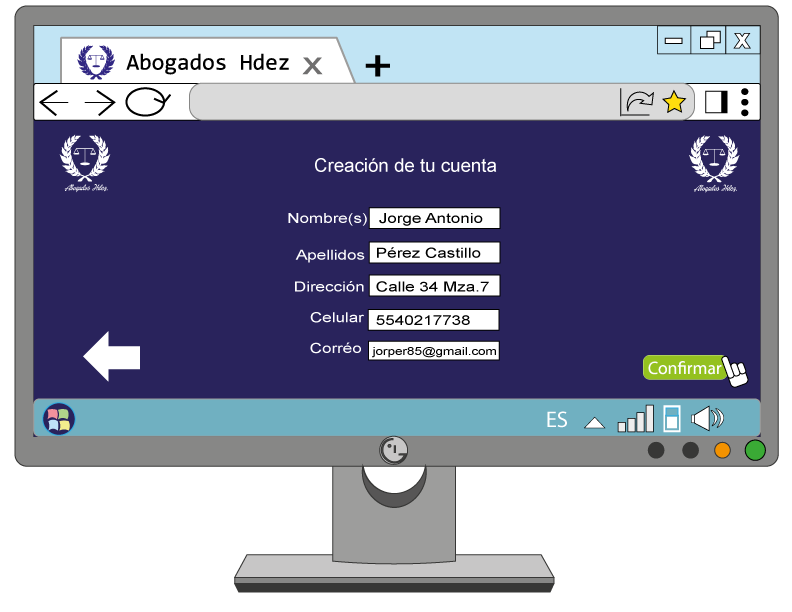 Abogados Hdez X
X
Abogados Hdez.
Abogados Hdez.
Creación de tu cuenta
Nombre(s) Jorge Antonio
Apellidos Pérez Castillo
Dirección Calle 34 Mza.7
Celular 5540217738
Corréo jorper85@gmail.com
Confirmar
ES